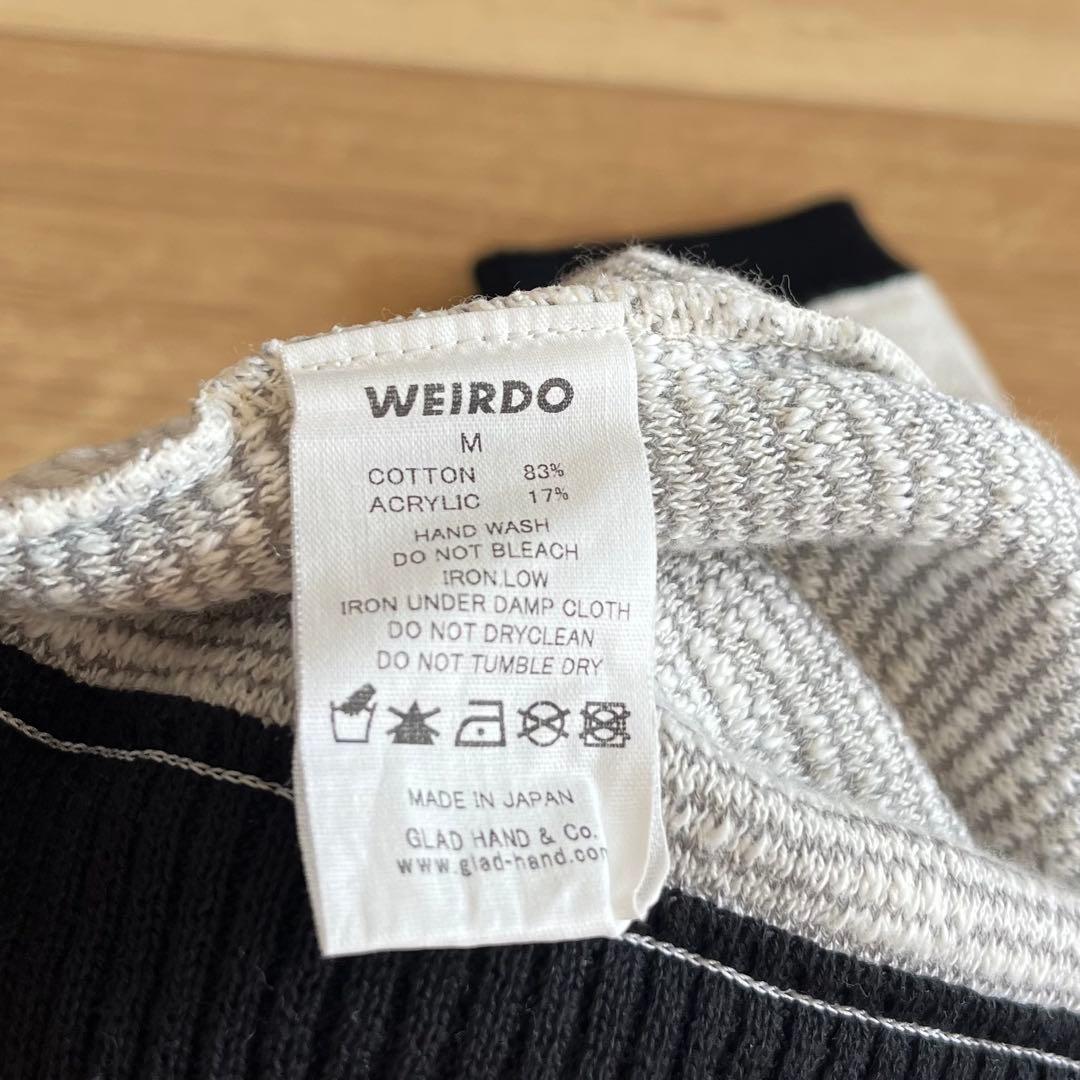 WEIRDO
M
COTTON 83%
ACRYLIC 17%
HAND WASH
DO NOT BLEACH
IRON LOW
IRON UNDER DAMP CLOTH
DO NOT DRYCLEAN
DO NOT TUMBLE DRY
MADE IN JAPAN
GLAD HAND & Co.
www.glad-hand.com